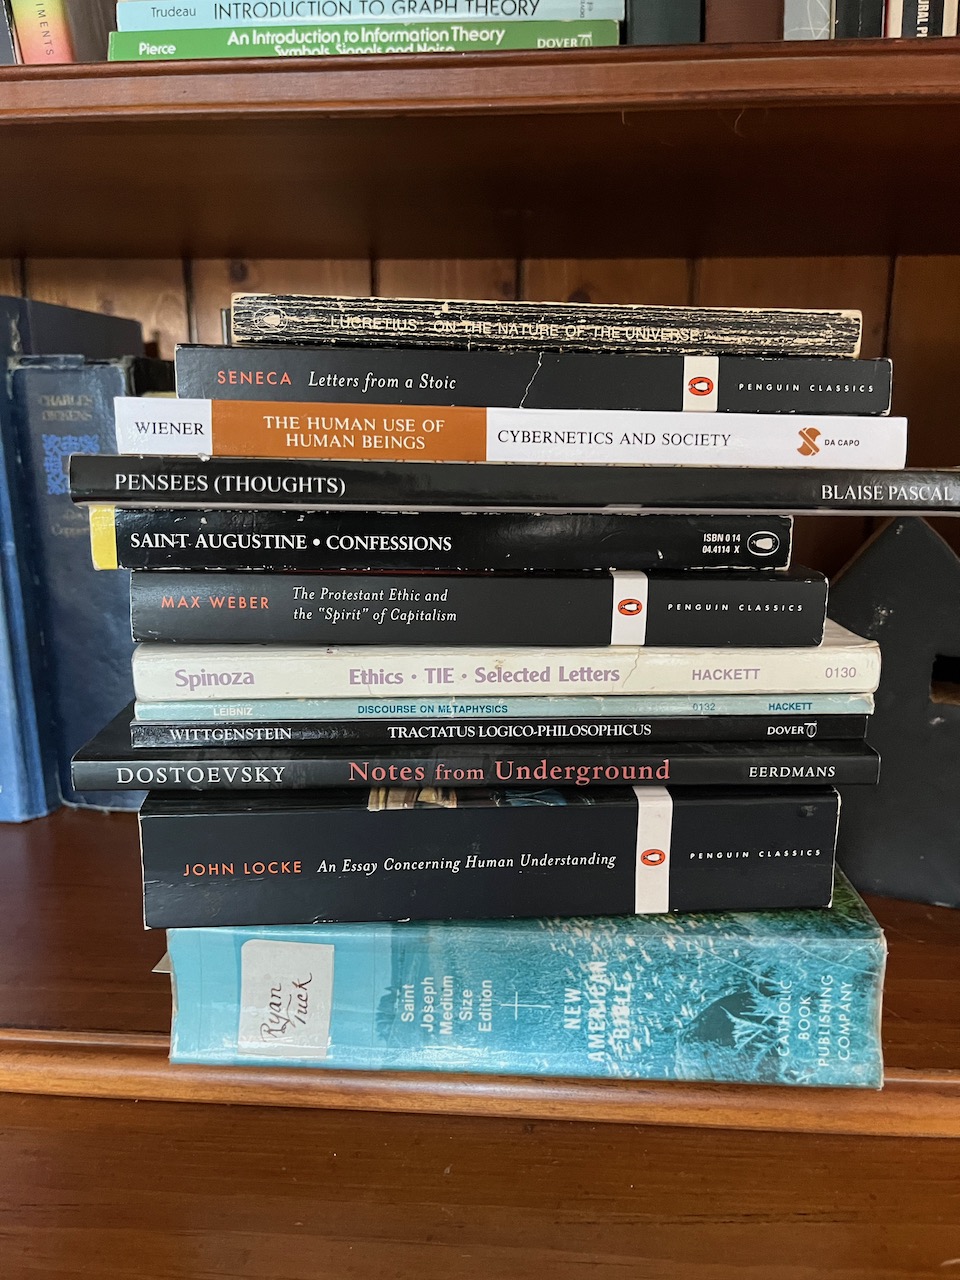 IMENTS
Trudeau INTRODUCTION TO GRAPH THEORY DOVER
Pierce An Introduction to Information Theory DOVER
Symbols, Signals and Noise
LUCRETIUS ON THE NATURE OF THE UNIVERSE
SENECA Letters from a Stoic PENGUIN CLASSICS
WIENER THE HUMAN USE OF HUMAN BEINGS CYBERNETICS AND SOCIETY DA CAPO
PENSEES (THOUGHTS) BLAISE PASCAL
SAINT AUGUSTINE • CONFESSIONS ISBN 0 14
04.4114 X
MAX WEBER The Protestant Ethic and
the "Spirit" of Capitalism PENGUIN CLASSICS
Spinoza Ethics • TIE • Selected Letters HACKETT 0130
LEIBNIZ DISCOURSE ON METAPHYSICS 0132 HACKETT
WITTGENSTEIN TRACTATUS LOGICO-PHILOSOPHICUS DOVER
DOSTOEVSKY Notes from Underground EERDMANS
JOHN LOCKE An Essay Concerning Human Understanding PENGUIN CLASSICS
Ryan
Tuck
Saint
Joseph
Medium
Size
Edition
NEW
AMERICAN
BIBLE
CATHOLIC
BOOK
PUBLISHING
COMPANY
CHARLES
DICKENS